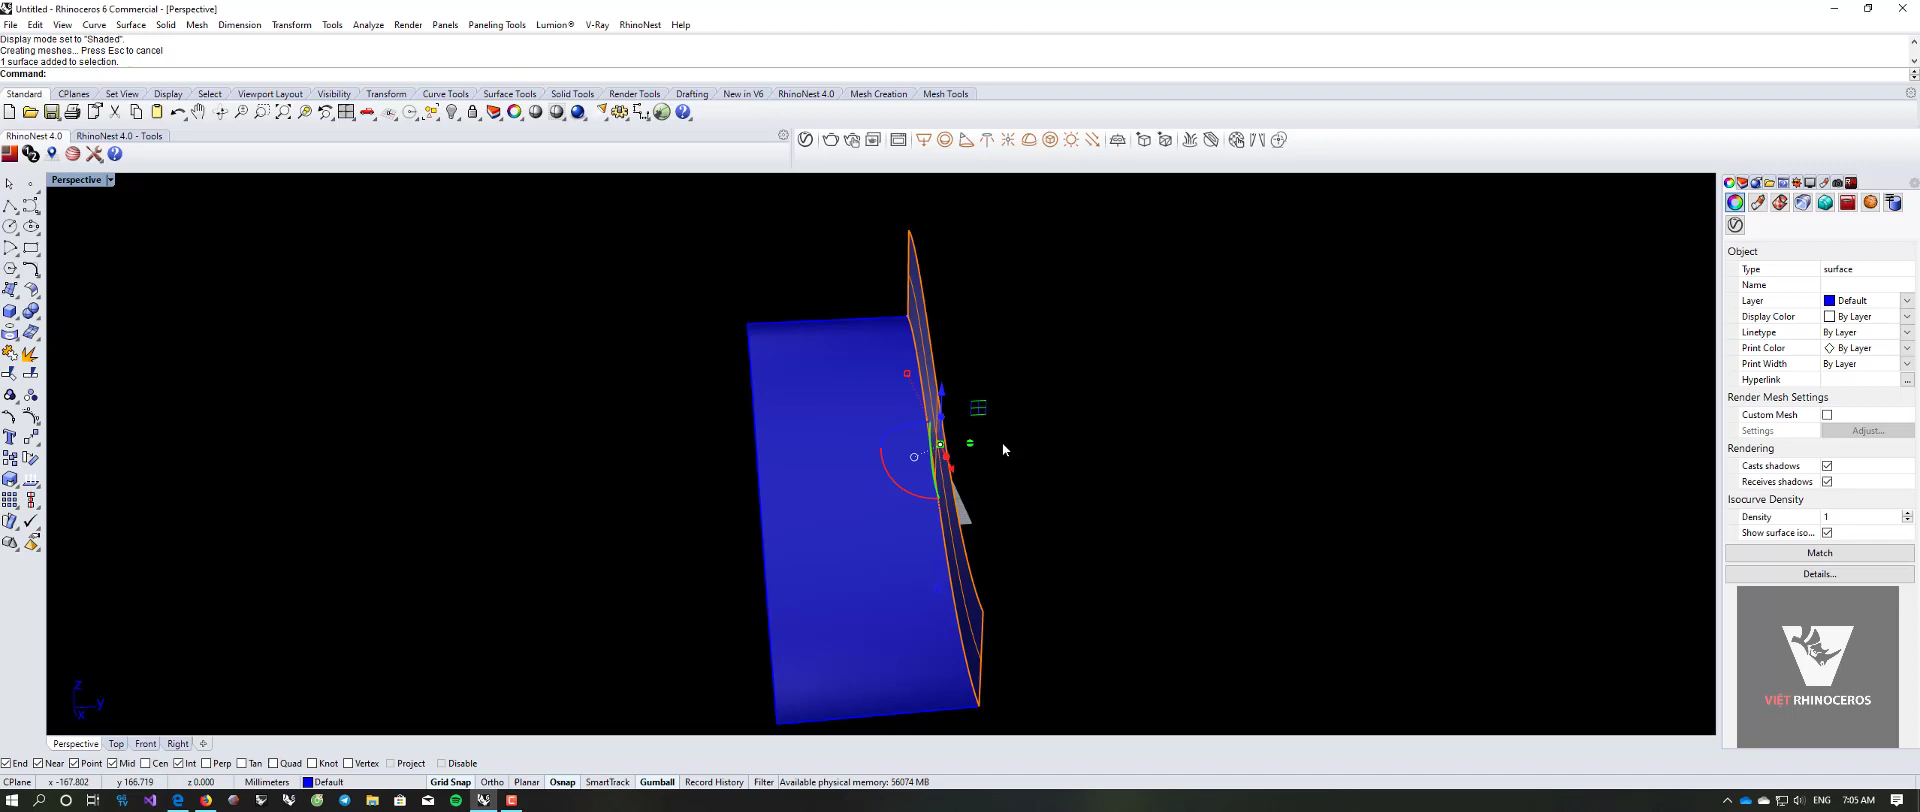 Untitled - Rhinoceros 6 Commercial - [Perspective]
File Edit View Curve Surface Solid Mesh Dimension Transform Tools Analyze Render Panels Paneling Tools Lumion® V-Ray RhinoNest Help
Display mode set to "Shaded".
Creating meshes... Press Esc to cancel
1 surface added to selection.
Command:
Standard CPlanes Set View Display Select Viewport Layout Visibility Transform Curve Tools Surface Tools Solid Tools Render Tools Drafting New in V6 RhinoNest 4.0 Mesh Creation Mesh Tools
RhinoNest 4.0 RhinoNest 4.0 - Tools
Perspective
Object
Type surface
Name
Layer Default
Display Color By Layer
Linetype By Layer
Print Color By Layer
Print Width By Layer
Hyperlink ...
Render Mesh Settings
Custom Mesh
Settings Adjust...
Rendering
Casts shadows
Receives shadows
Isocurve Density
Density 1
Show surface iso...
Match
Details...
VIỆT RHINOCEROS
z
y
x
Perspective Top Front Right
End Near Point Mid Cen Int Perp Tan Quad Knot Vertex Project Disable
CPlane x -167.802 y 166.719 z 0.000 Millimeters Default Grid Snap Ortho Planar Osnap SmartTrack Gumball Record History Filter Available physical memory: 56074 MB
ENG 7:05 AM